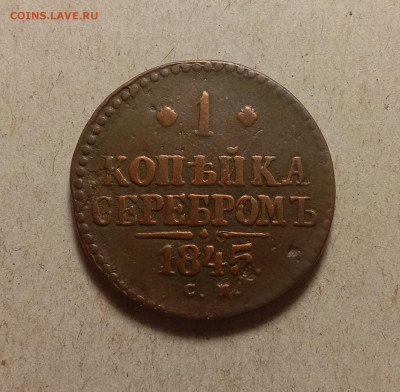 COINS.LAVE.RU
1
КОПѢЙКА
СЕРЕБРОМЪ
1845.
С.